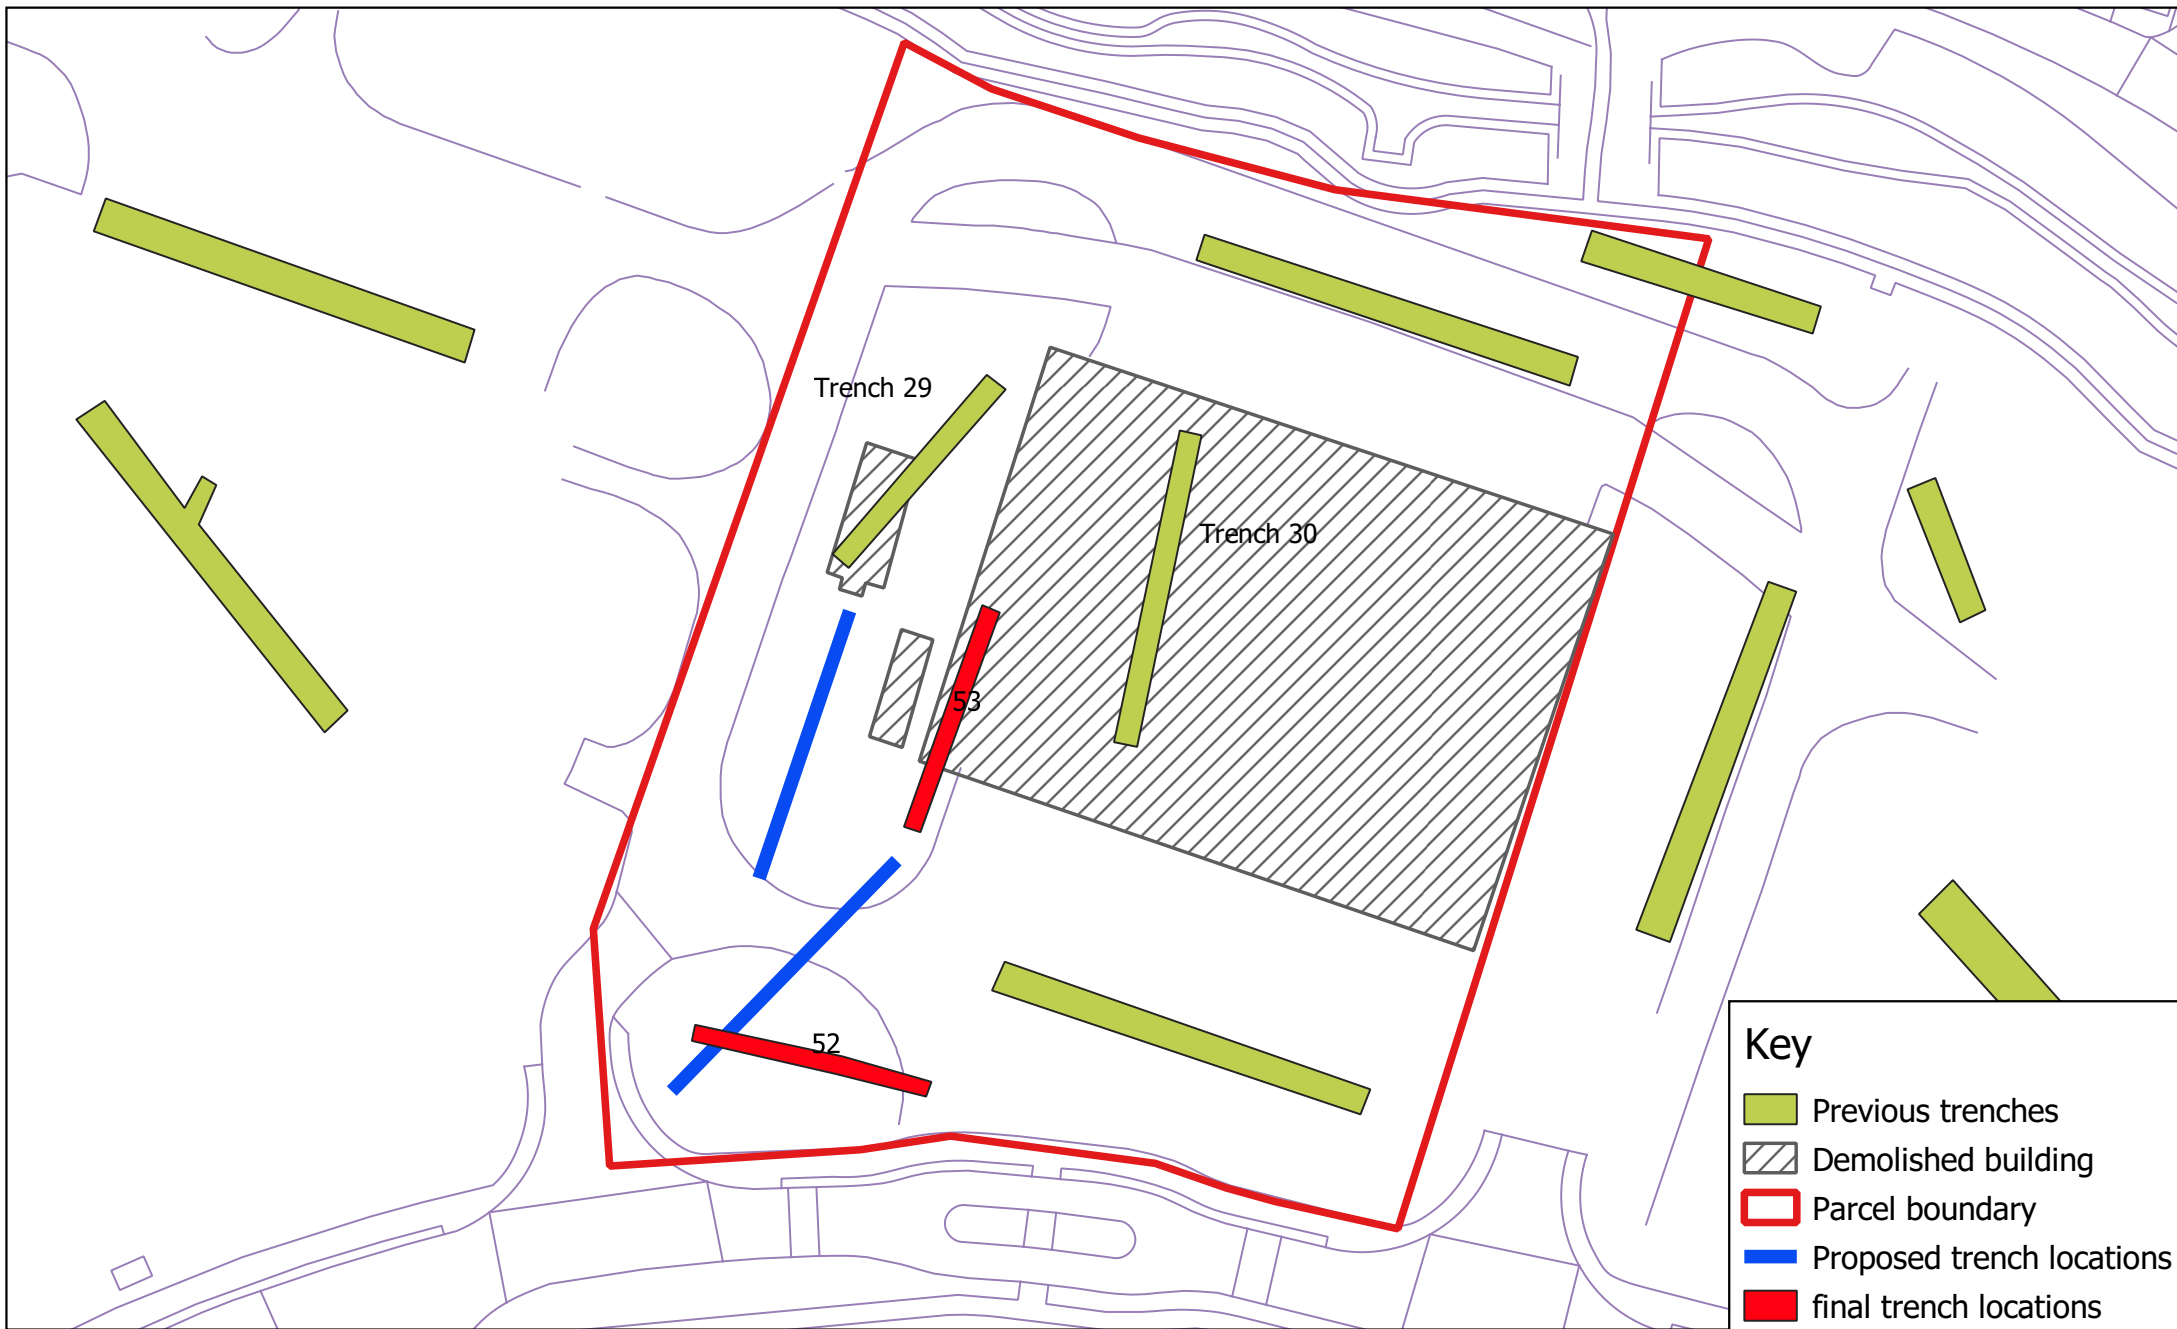 Trench 29
Trench 30
53
52
Key
Previous trenches
Demolished building
Parcel boundary
Proposed trench locations
final trench locations